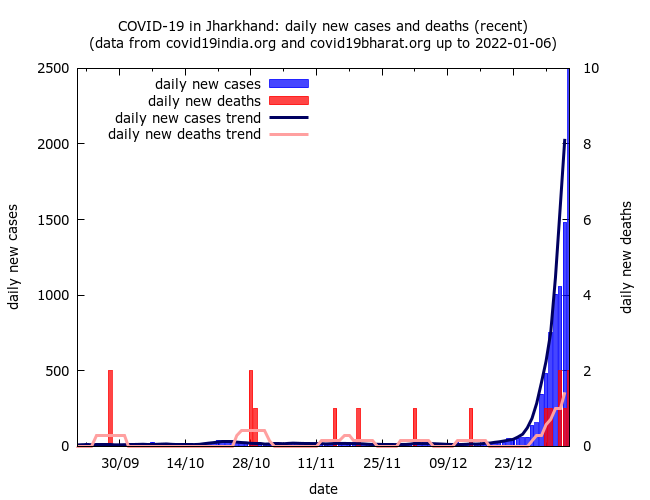 COVID-19 in Jharkhand: daily new cases and deaths (recent)
(data from covid19india.org and covid19bharat.org up to 2022-01-06)
daily new cases
daily new deaths
daily new cases trend
daily new deaths trend
2500
2000
1500
1000
500
0
10
8
6
4
2
0
daily new cases
daily new deaths
30/09 14/10 28/10 11/11 25/11 09/12 23/12
date